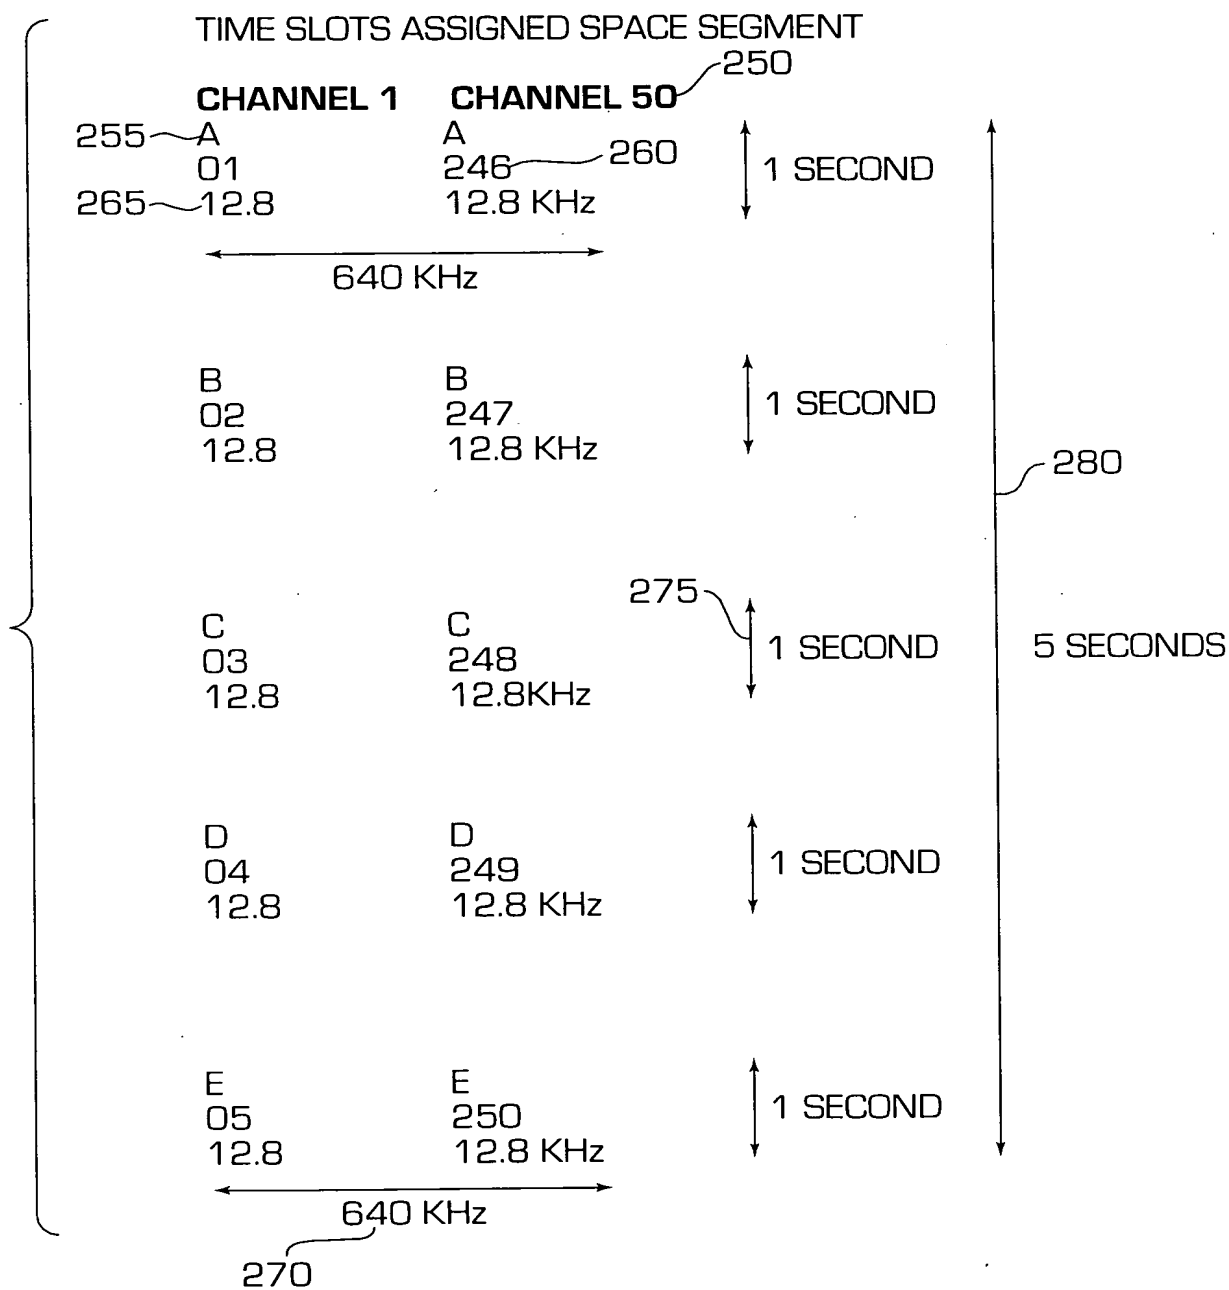 TIME SLOTS ASSIGNED SPACE SEGMENT
250
CHANNEL 1 CHANNEL 50
255 A A
01 246 260
1 SECOND
265 12.8 12.8 KHz
640 KHz
B B
02 247
1 SECOND
12.8 12.8 KHz
280
275
C C
03 248
1 SECOND 5 SECONDS
12.8 12.8KHz
D D
04 249
1 SECOND
12.8 12.8 KHz
E E
05 250
1 SECOND
12.8 12.8 KHz
640 KHz
270